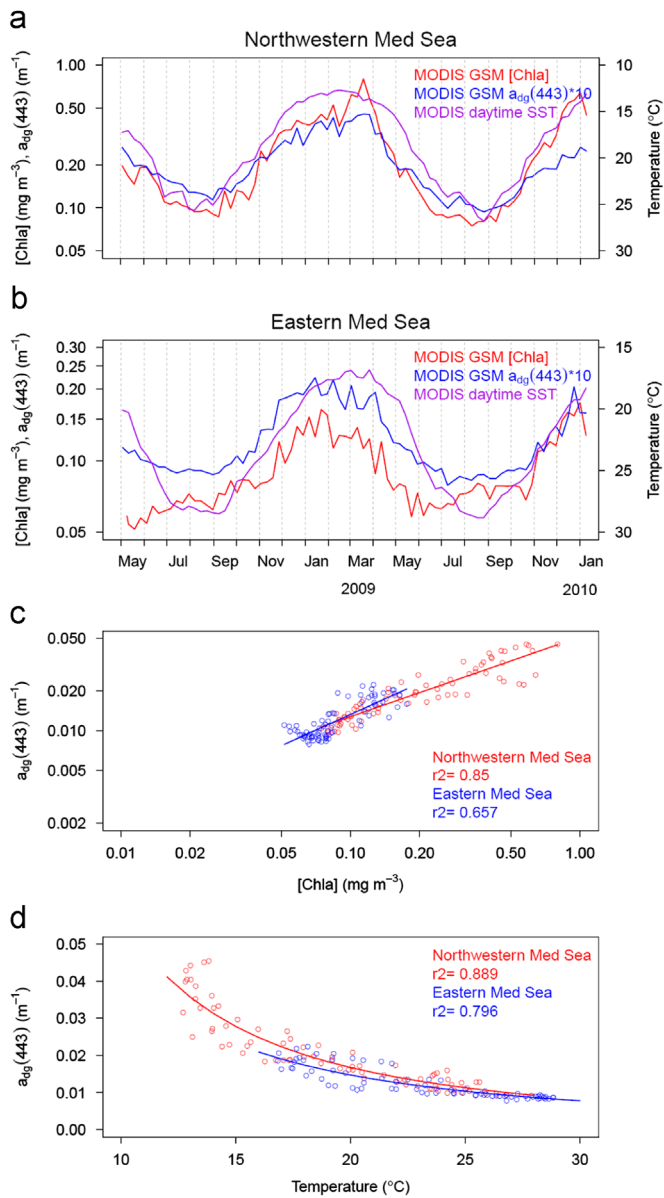 a
Northwestern Med Sea
[Chla] (mg m⁻³), a_dg(443) (m⁻¹)
1.00
0.50
0.20
0.10
0.05
MODIS GSM [Chla]
MODIS GSM a_dg(443)*10
MODIS daytime SST
10
15
20
25
30
Temperature (°C)
b
Eastern Med Sea
[Chla] (mg m⁻³), a_dg(443) (m⁻¹)
0.30
0.25
0.20
0.15
0.10
0.05
MODIS GSM [Chla]
MODIS GSM a_dg(443)*10
MODIS daytime SST
15
20
25
30
Temperature (°C)
May Jul Sep Nov Jan Mar May Jul Sep Nov Jan
2009 2010
c
a_dg(443) (m⁻¹)
0.050
0.020
0.010
0.005
0.002
Northwestern Med Sea
r2= 0.85
Eastern Med Sea
r2= 0.657
0.01 0.02 0.05 0.10 0.20 0.50 1.00
[Chla] (mg m⁻³)
d
a_dg(443) (m⁻¹)
0.05
0.04
0.03
0.02
0.01
0.00
Northwestern Med Sea
r2= 0.889
Eastern Med Sea
r2= 0.796
10 15 20 25 30
Temperature (°C)